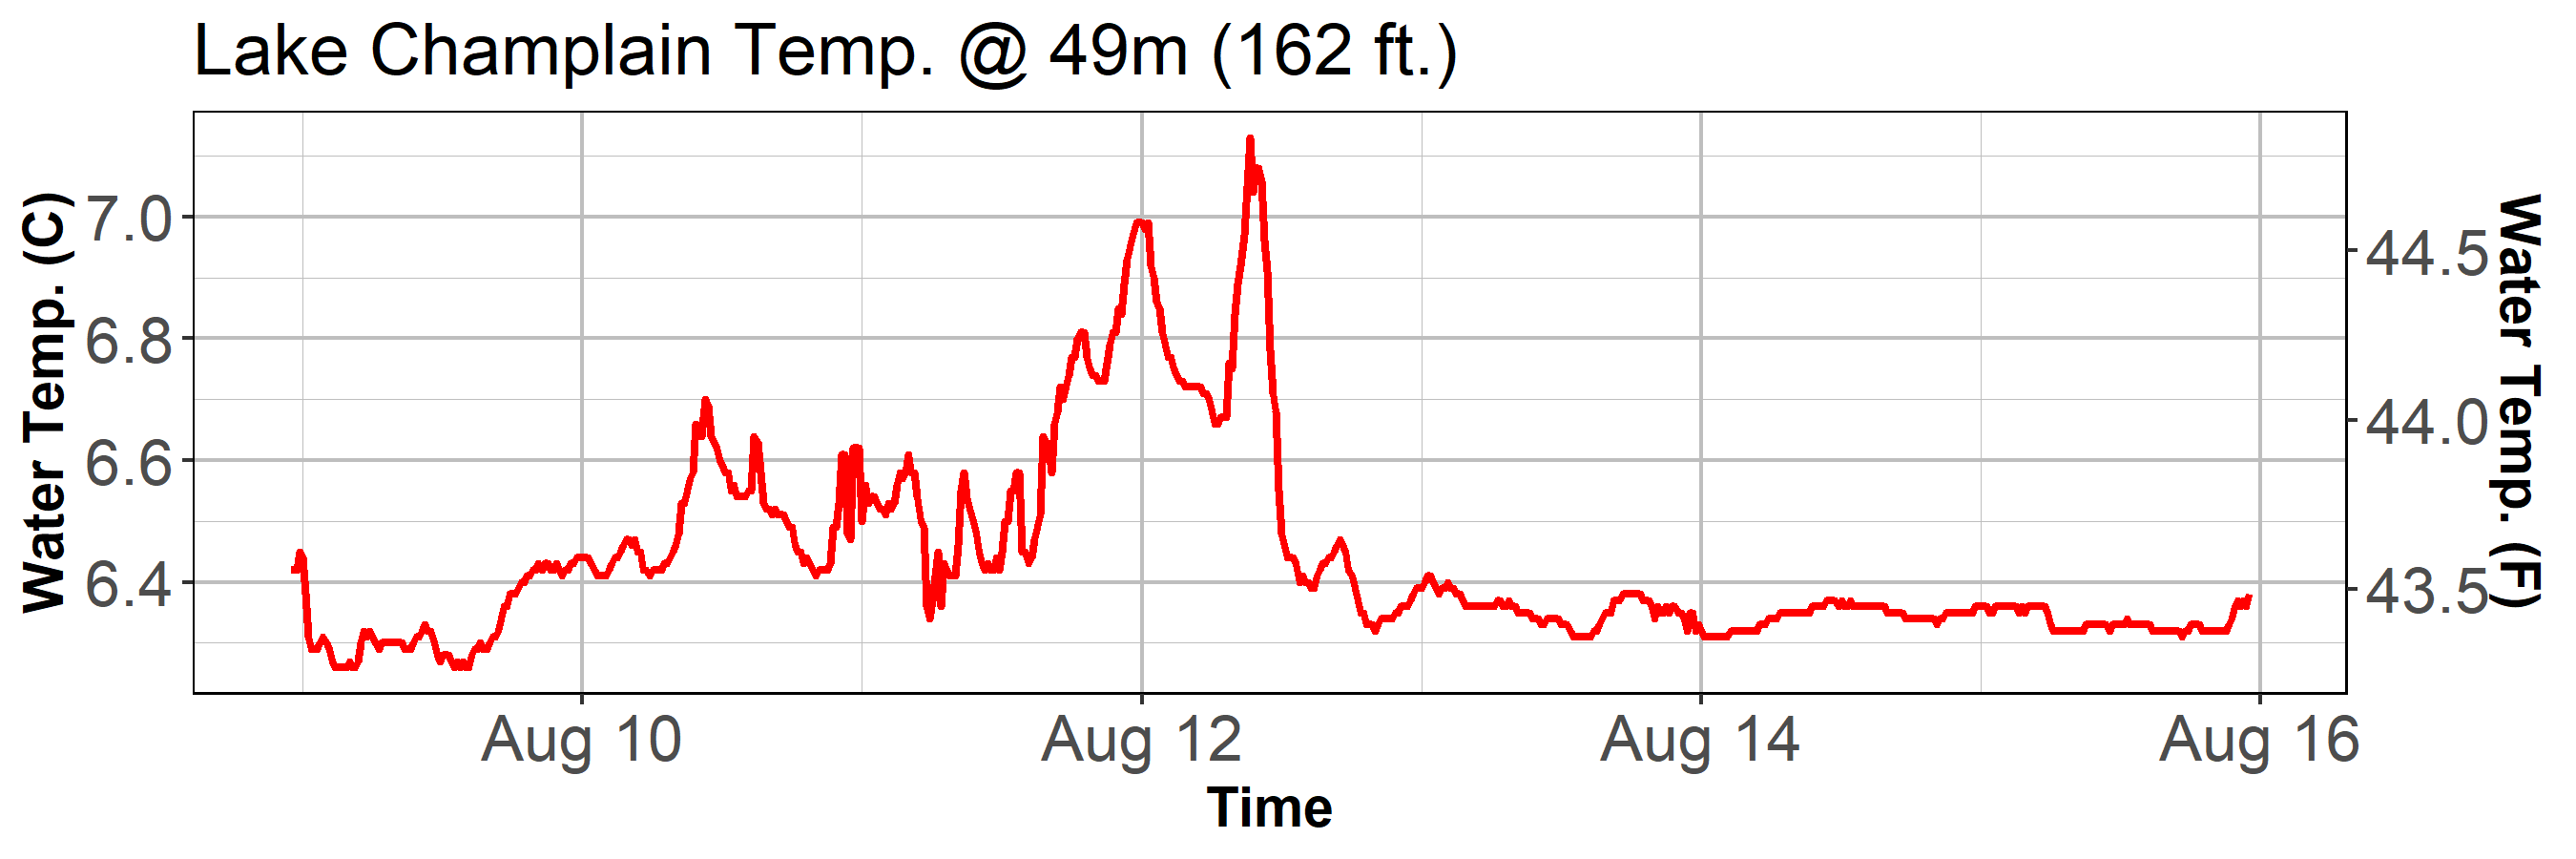 Lake Champlain Temp. @ 49m (162 ft.)
Water Temp. (C)
7.0
6.8
6.6
6.4
44.5
44.0
43.5
Water Temp. (F)
Aug 10 Aug 12 Aug 14 Aug 16
Time